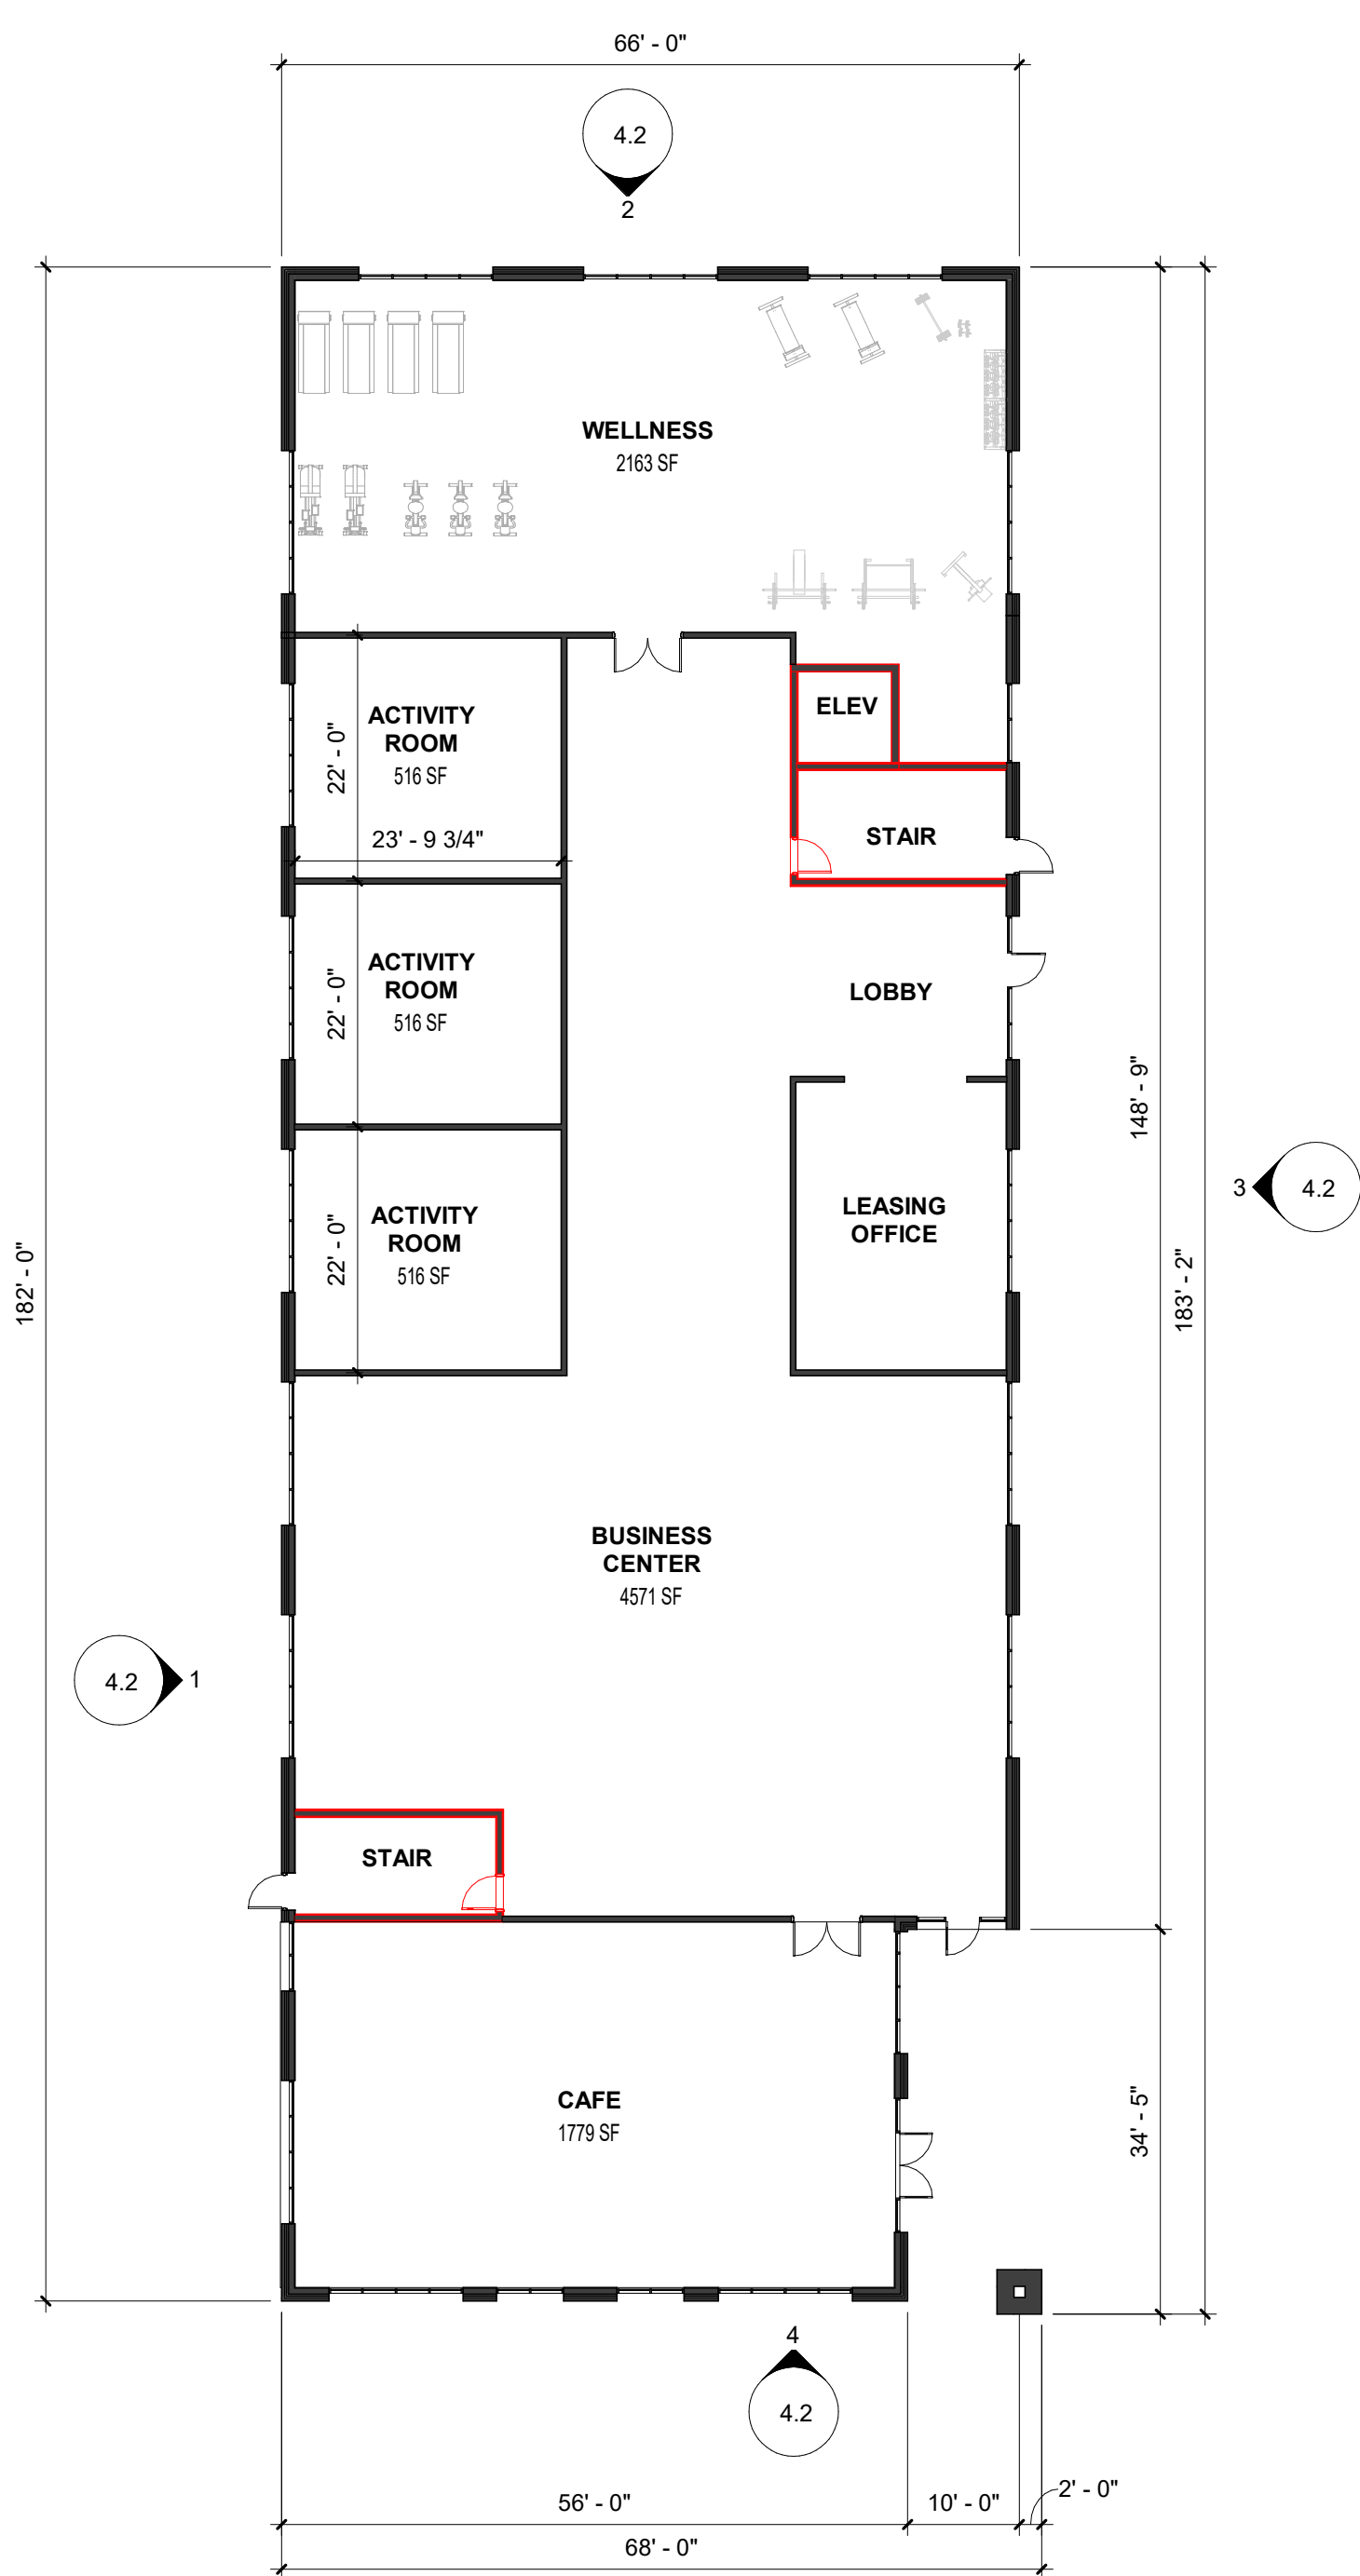 66' - 0"
4.2
2
WELLNESS
2163 SF
ACTIVITY
ROOM
516 SF
22' - 0"
23' - 9 3/4"
ELEV
STAIR
ACTIVITY
ROOM
516 SF
22' - 0"
LOBBY
148' - 9"
3
4.2
ACTIVITY
ROOM
516 SF
22' - 0"
LEASING
OFFICE
182' - 0"
183' - 2"
BUSINESS
CENTER
4571 SF
4.2
1
STAIR
CAFE
1779 SF
34' - 5"
4
4.2
56' - 0"
10' - 0"
2' - 0"
68' - 0"